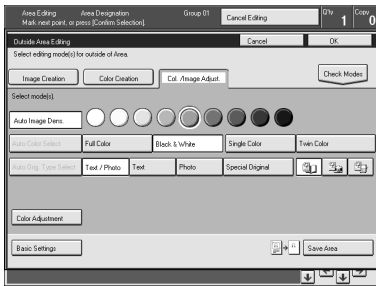 Area Editing Area Designation Group 01 Cancel Editing Q'ty 1 Copy 0
Mark next point, or press [Confirm Selection].
Outside Area Editing Cancel OK
Select editing mode(s) for outside of Area.
Image Creation Color Creation Col. /Image Adjust. Check Modes
Select mode(s).
Auto Image Dens.
Auto Color Select Full Color Black & White Single Color Twin Color
Auto Orig. Type Select Text / Photo Text Photo Special Original
Color Adjustment
Basic Settings Save Area